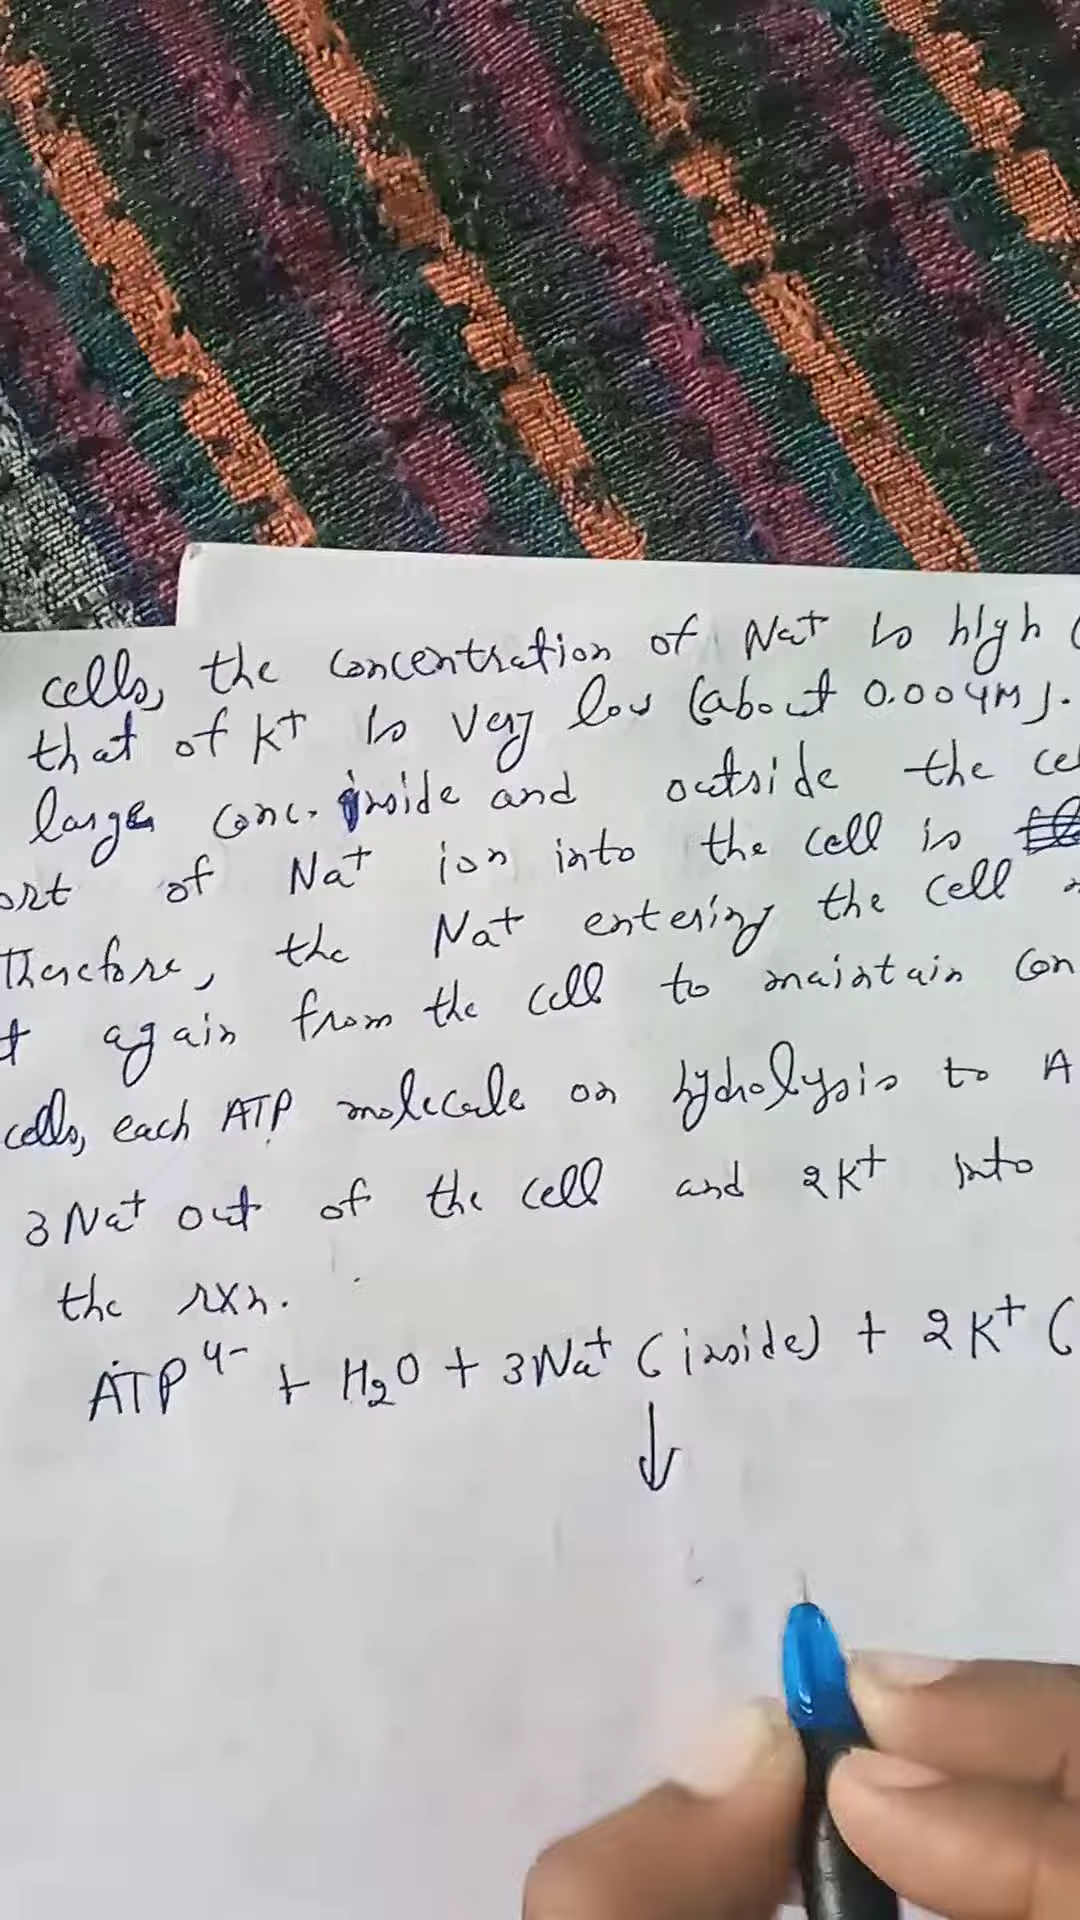 cells, the concentration of Na⁺ is high (
that of K⁺ is very low (about 0.004M).
large conc. inside and outside the ce
ort of Na⁺ ion into the cell is
Therefore, the Na⁺ entering the cell
t again from the cell to maintain con
cells, each ATP molecule on hydrolysis to A
3Na⁺ out of the cell and 2K⁺ into
the rxn.
ATP⁴⁻ + H₂O + 3Na⁺ (inside) + 2K⁺ (
↓